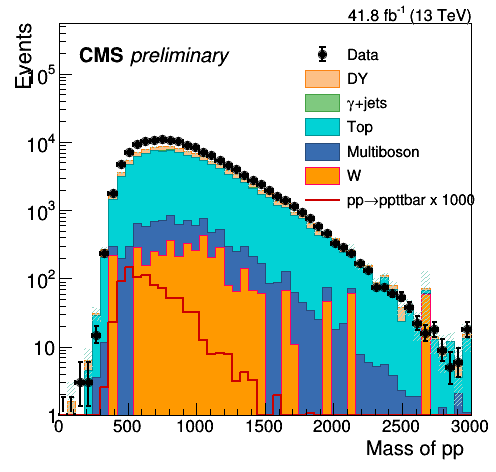 41.8 fb⁻¹ (13 TeV)
Events
CMS preliminary
Data
DY
γ+jets
Top
Multiboson
W
pp→ppttbar x 1000
10⁵
10⁴
10³
10²
10
1
0 500 1000 1500 2000 2500 3000
Mass of pp